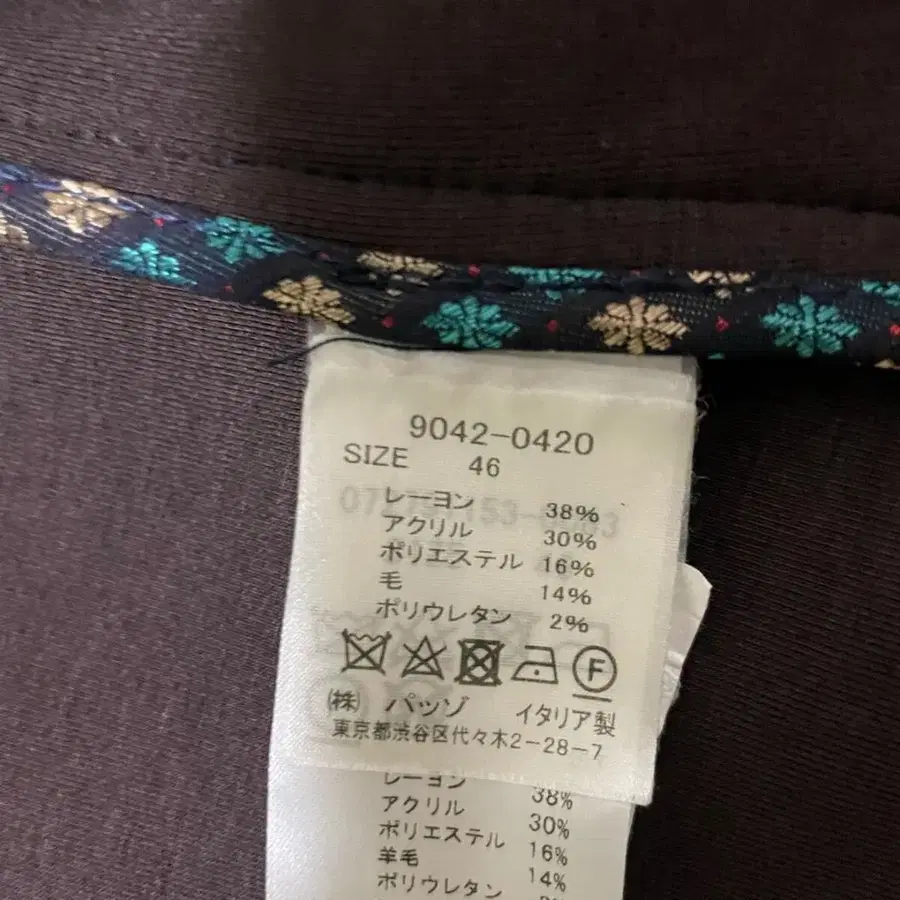 9042-0420
SIZE 46
レーヨン 38%
アクリル 30%
ポリエステル 16%
毛 14%
ポリウレタン 2%
F
㈱ パッゾ イタリア製
東京都渋谷区代々木2-28-7
レーヨン 38%
アクリル 30%
ポリエステル 16%
羊毛 14%
ポリウレタン